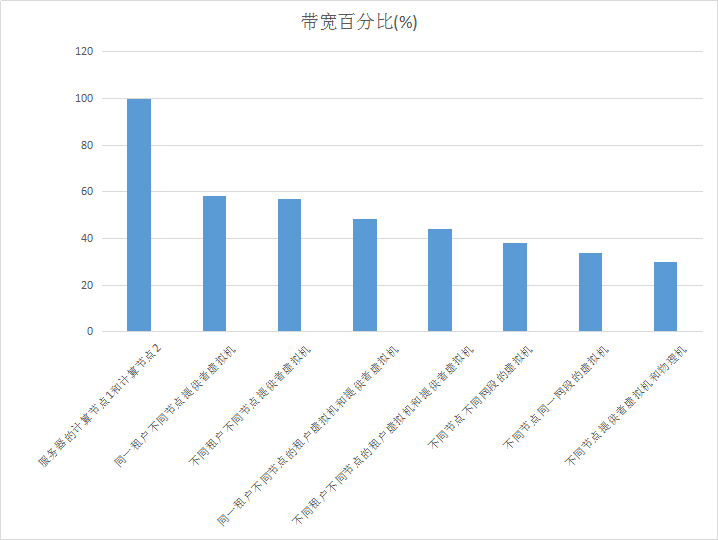 带宽百分比(%)
120
100
80
60
40
20
0
服务器的计算节点1和计算节点2
同一租户不同节点提供者虚拟机
不同租户不同节点提供者虚拟机
同一租户不同节点的租户虚拟机和提供者虚拟机
不同租户不同节点的租户虚拟机和提供者虚拟机
不同节点不同网段的虚拟机
不同节点同一网段的虚拟机
不同节点提供者虚拟机和物理机